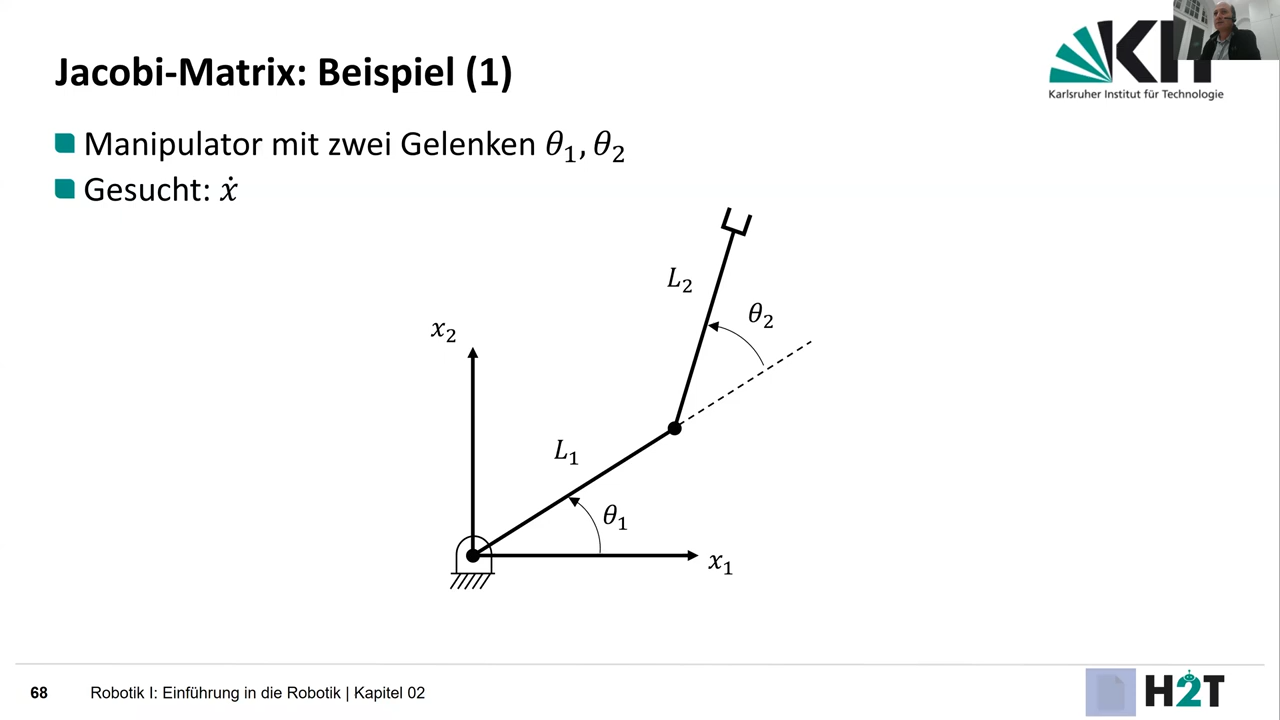 Jacobi-Matrix: Beispiel (1)
KIT
Karlsruher Institut für Technologie
Manipulator mit zwei Gelenken θ₁, θ₂
Gesucht: ẋ
L₂
θ₂
x₂
L₁
θ₁
x₁
68 Robotik I: Einführung in die Robotik | Kapitel 02
H2T